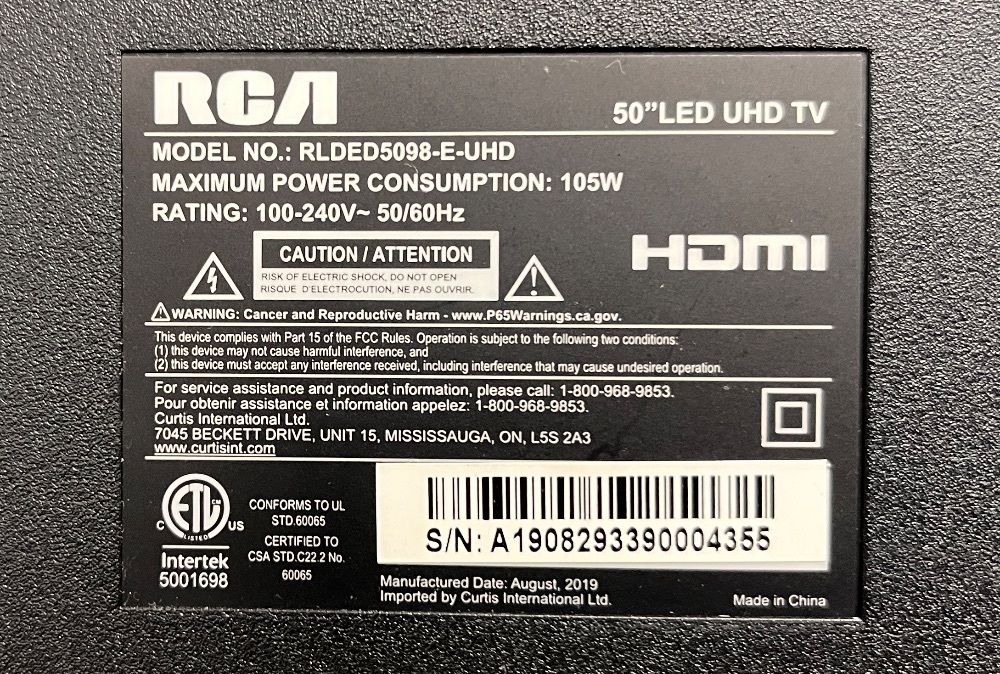 RCA
50”LED UHD TV
MODEL NO.: RLDED5098-E-UHD
MAXIMUM POWER CONSUMPTION: 105W
RATING: 100-240V~ 50/60Hz
CAUTION / ATTENTION
RISK OF ELECTRIC SHOCK, DO NOT OPEN
RISQUE D'ELECTROCUTION, NE PAS OUVRIR.
HDMI
WARNING: Cancer and Reproductive Harm - www.P65Warnings.ca.gov.
This device complies with Part 15 of the FCC Rules. Operation is subject to the following two conditions:
(1) this device may not cause harmful interference, and
(2) this device must accept any interference received, including interference that may cause undesired operation.
For service assistance and product information, please call: 1-800-968-9853.
Pour obtenir assistance et information appelez: 1-800-968-9853.
Curtis International Ltd.
7045 BECKETT DRIVE, UNIT 15, MISSISSAUGA, ON, L5S 2A3
www.curtisint.com
ETL CM
LISTED
C US
Intertek
5001698
CONFORMS TO UL
STD.60065
CERTIFIED TO
CSA STD.C22.2 No.
60065
S/N: A1908293390004355
Manufactured Date: August, 2019
Imported by Curtis International Ltd.
Made in China